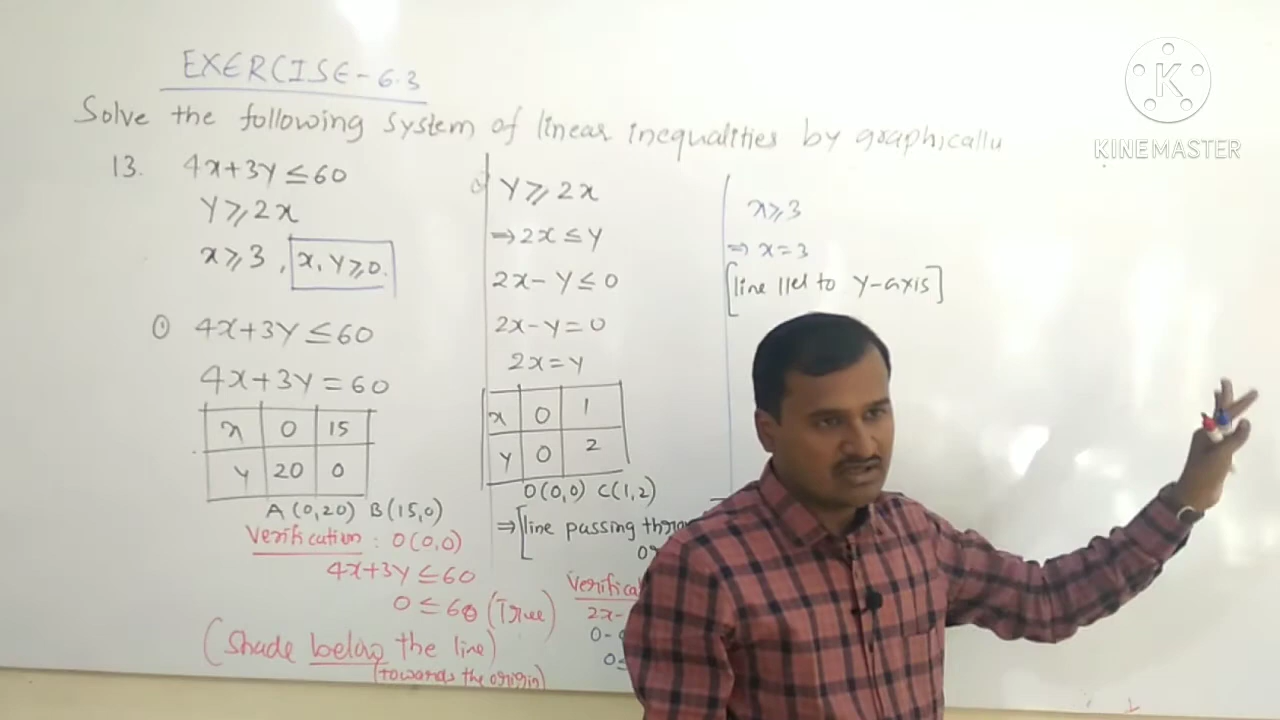 EXERCISE-6.3
Solve the following System of linear inequalities by graphically
13. 4x+3y≤60
y≥2x
x≥3, x, y≥0.
① 4x+3y≤60
4x+3y=60
x 0 15
y 20 0
A(0,20) B(15,0)
Verification: O(0,0)
4x+3y≤60
0≤60 (True)
(Shade below the line)
(towards the origin)
y≥2x
⇒2x≤y
2x-y≤0
2x-y=0
2x=y
x 0 1
y 0 2
O(0,0) C(1,2)
⇒[line passing
2x-
0-
0≤
x≥3
⇒x=3
[line llel to y-axis]
K
KINEMASTER